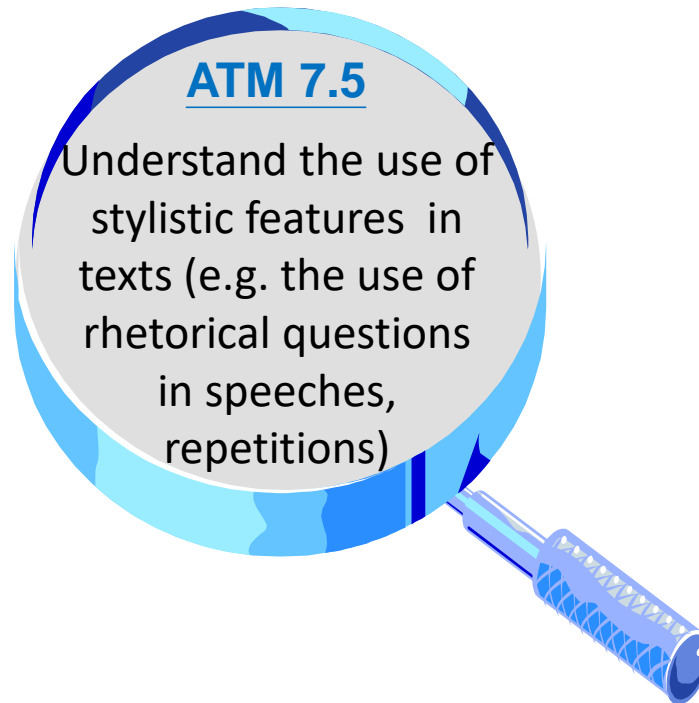 ATM 7.5
Understand the use of
stylistic features in
texts (e.g. the use of
rhetorical questions
in speeches,
repetitions)